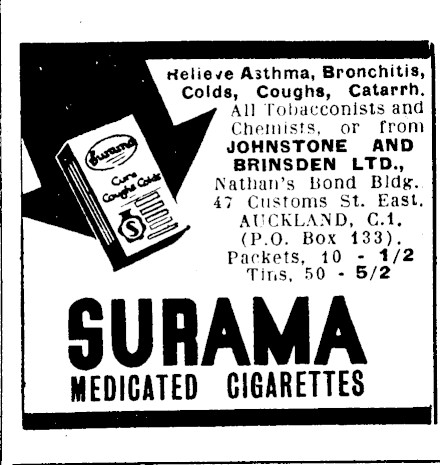 Relieve Asthma, Bronchitis,
Colds, Coughs, Catarrh.
All Tobacconists and
Chemists, or from
JOHNSTONE AND
BRINSDEN LTD.,
Nathan's Bond Bldg.
47 Customs St. East.
AUCKLAND, C.1.
(P.O. Box 133).
Packets, 10 - 1/2
Tins, 50 - 5/2
Surama
Cure
Coughs Colds
S
SURAMA
MEDICATED CIGARETTES